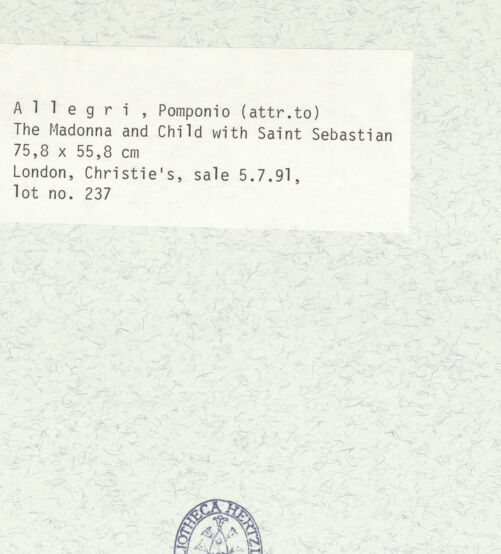 A l l e g r i , Pomponio (attr.to)
The Madonna and Child with Saint Sebastian
75,8 x 55,8 cm
London, Christie's, sale 5.7.91,
lot no. 237